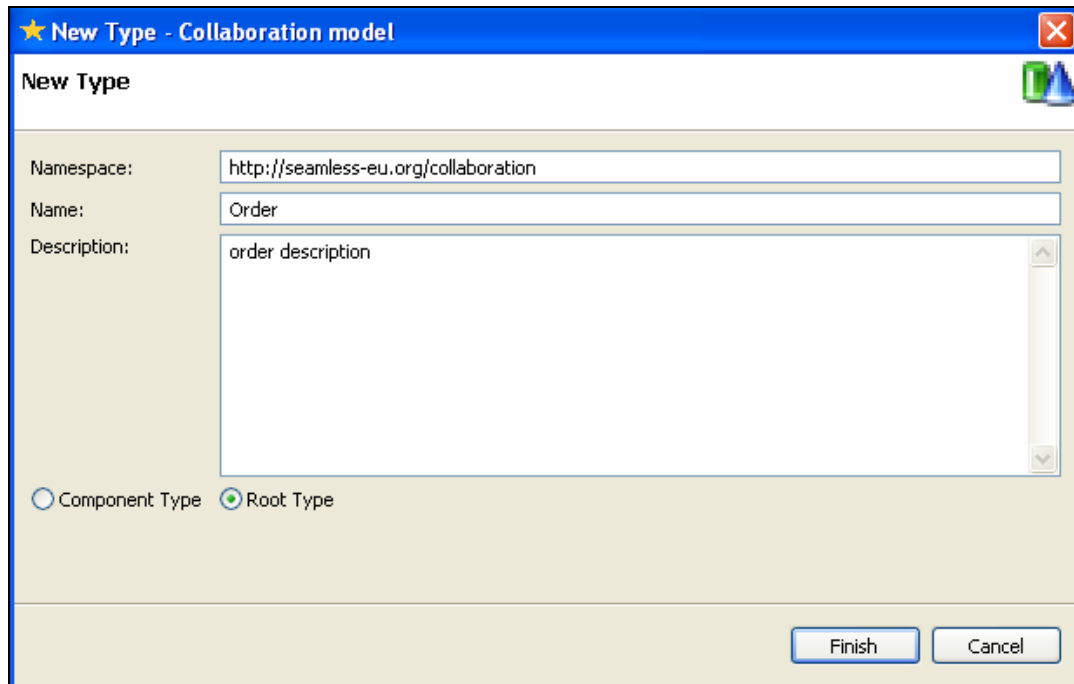 New Type - Collaboration model
New Type
Namespace: http://seamless-eu.org/collaboration
Name: Order
Description: order description
Component Type Root Type
Finish Cancel